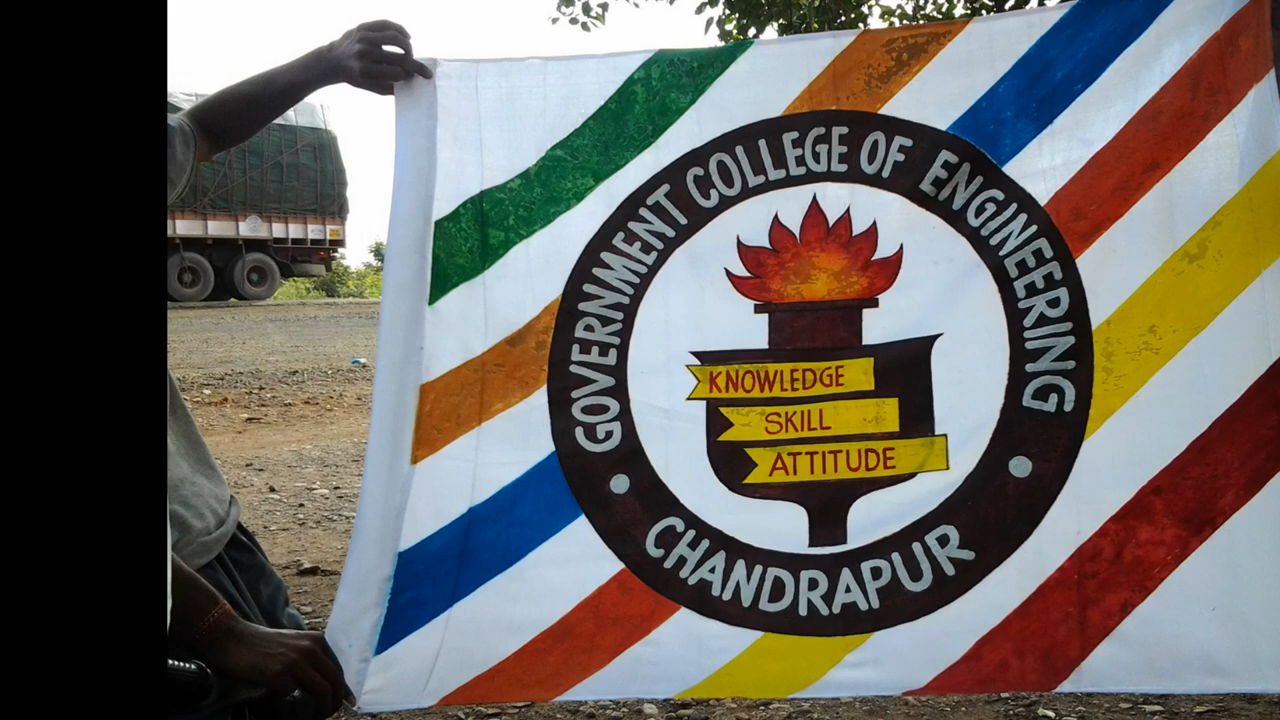 GOVERNMENT COLLEGE OF ENGINEERING
KNOWLEDGE
SKILL
ATTITUDE
CHANDRAPUR